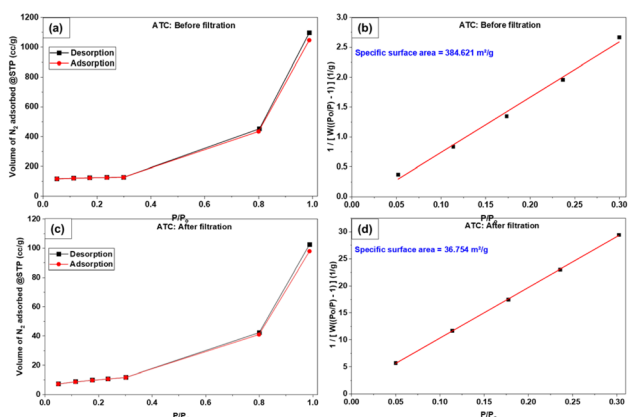 (a)
ATC: Before filtration
Desorption
Adsorption
Volume of N₂ adsorbed @STP (cc/g)
1200
1000
800
600
400
200
0
0.0
0.2
0.4
0.6
0.8
1.0
P/P₀
(b)
ATC: Before filtration
Specific surface area = 384.621 m²/g
1 / [ W((Po/P) - 1) ] (1/g)
2.5
2.0
1.5
1.0
0.5
0.0
0.00
0.05
0.10
0.15
0.20
0.25
0.30
P/P₀
(c)
ATC: After filtration
Desorption
Adsorption
Volume of N₂ adsorbed @STP (cc/g)
120
100
80
60
40
20
0
0.0
0.2
0.4
0.6
0.8
1.0
P/P
(d)
ATC: After filtration
Specific surface area = 36.754 m²/g
1 / [ W((Po/P) - 1) ] (1/g)
30
25
20
15
10
5
0
0.00
0.05
0.10
0.15
0.20
0.25
0.30
P/P